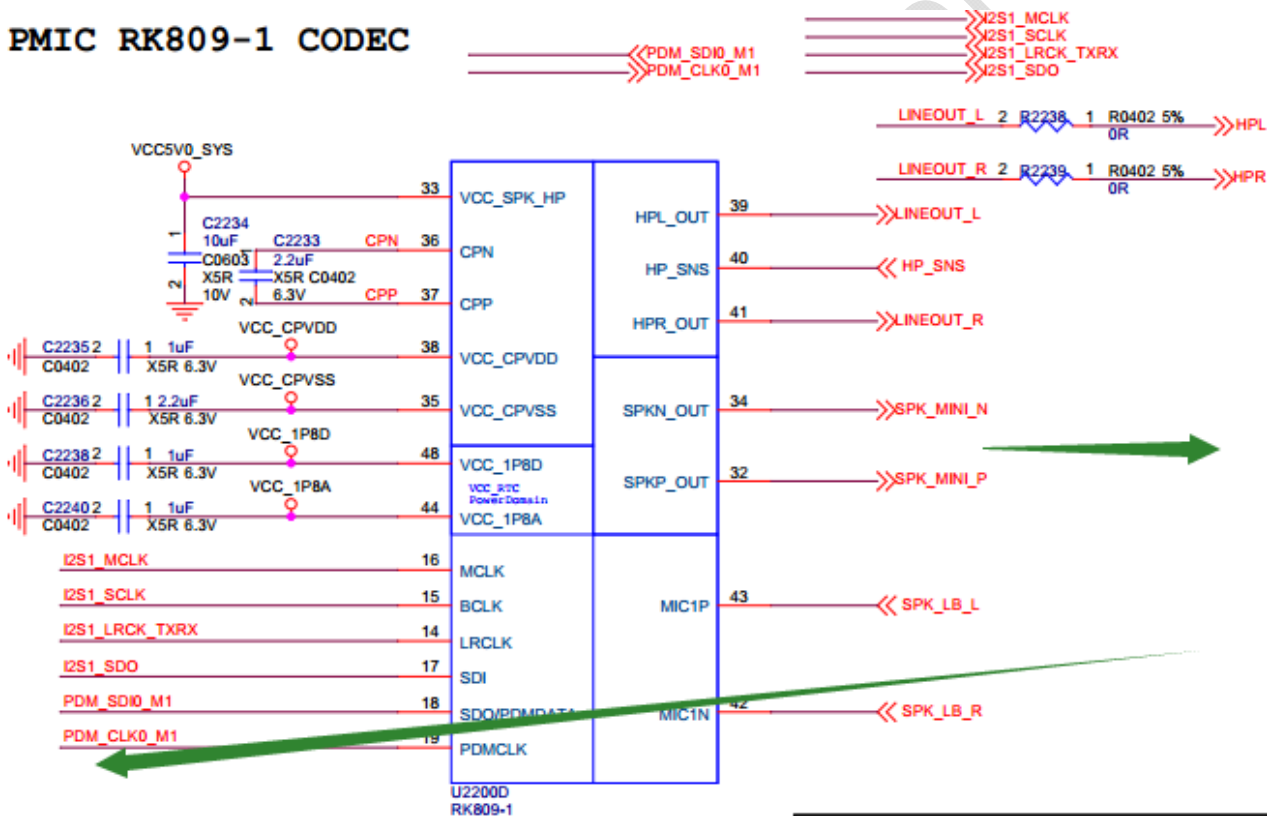 PMIC RK809-1 CODEC
PDM_SDI0_M1
PDM_CLK0_M1
I2S1_MCLK
I2S1_SCLK
I2S1_LRCK_TXRX
I2S1_SDO
LINEOUT_L 2 R2238 1 R0402 5% HPL
0R
LINEOUT_R 2 R2239 1 R0402 5% HPR
0R
VCC5V0_SYS
33 VCC_SPK_HP
1
C2234
10uF
C0603
X5R
10V
2
1
C2233
2.2uF
X5R C0402
6.3V
2
CPN 36 CPN
CPP 37 CPP
VCC_CPVDD
C2235 2 1 1uF 38 VCC_CPVDD
C0402 X5R 6.3V
VCC_CPVSS
C2236 2 1 2.2uF 35 VCC_CPVSS
C0402 X5R 6.3V
VCC_1P8D
C2238 2 1 1uF 48 VCC_1P8D
C0402 X5R 6.3V
VCC_RTC
PowerDomain
VCC_1P8A
C2240 2 1 1uF 44 VCC_1P8A
C0402 X5R 6.3V
I2S1_MCLK 16 MCLK
I2S1_SCLK 15 BCLK
I2S1_LRCK_TXRX 14 LRCLK
I2S1_SDO 17 SDI
PDM_SDI0_M1 18 SDO/PDMDATA
PDM_CLK0_M1 19 PDMCLK
HPL_OUT 39 LINEOUT_L
HP_SNS 40 HP_SNS
HPR_OUT 41 LINEOUT_R
SPKN_OUT 34 SPK_MINI_N
SPKP_OUT 32 SPK_MINI_P
MIC1P 43 SPK_LB_L
MIC1N 42 SPK_LB_R
U2200D
RK809-1